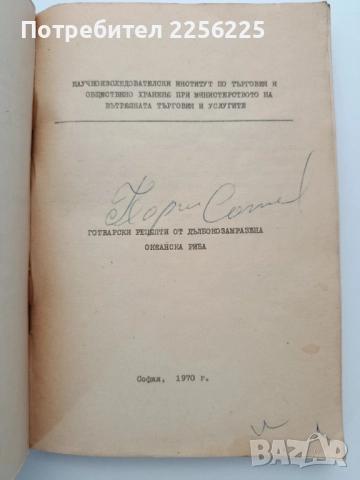 Потребител 2256215
НАУЧНОИЗСЛЕДОВАТЕЛСКИ ИНСТИТУТ ПО ТЪРГОВИЯ И
ОБЩЕСТВЕНО ХРАНЕНЕ ПРИ МИНИСТЕРСТВОТО НА
ВЪТРЕШНАТА ТЪРГОВИЯ И УСЛУГИТЕ
ГОТВАРСКИ РЕЦЕПТИ ОТ ДЪЛБОКОЗАМРАЗЕНА
ОКЕАНСКА РИБА
София, 1970 г.
bazar